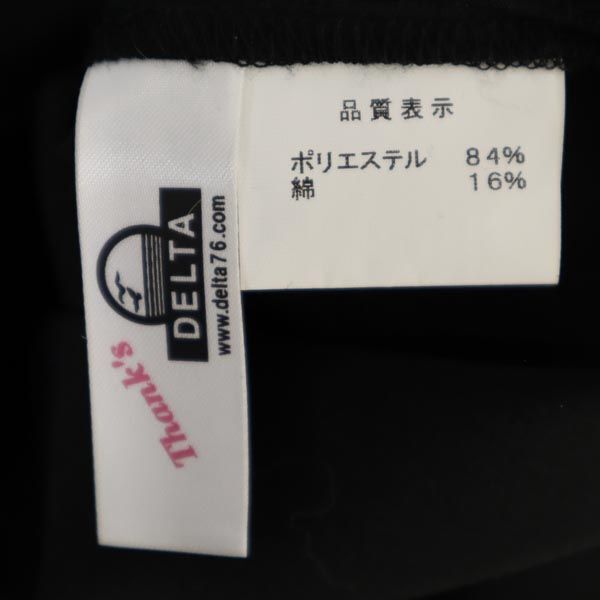 品質表示
ポリエステル 84%
綿 16%
DELTA
www.delta76.com
Thank's